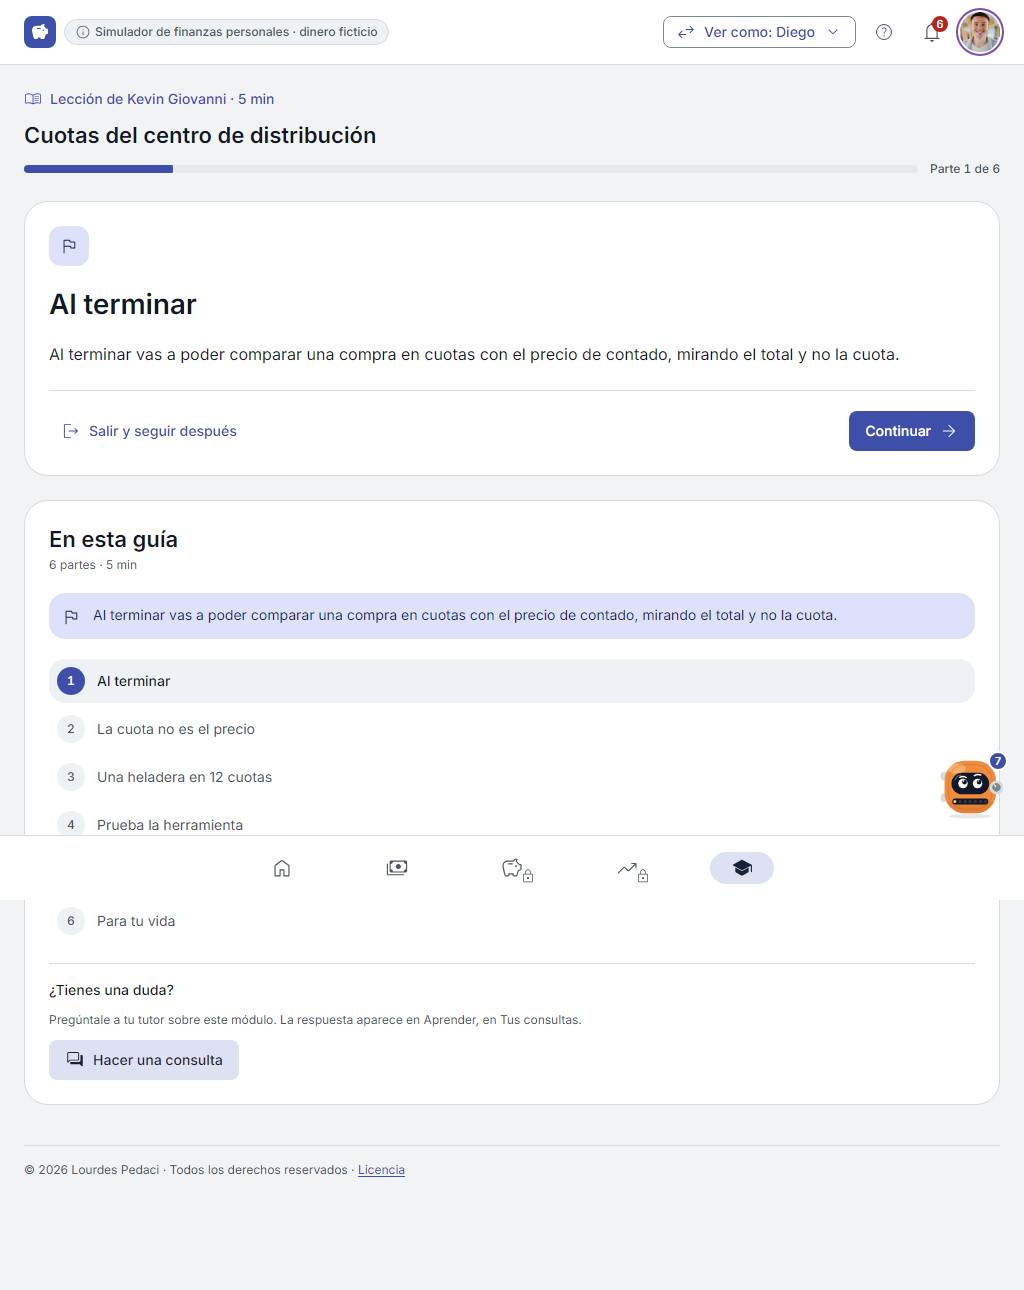 Simulador de finanzas personales · dinero ficticio
Ver como: Diego
6
Lección de Kevin Giovanni · 5 min
Cuotas del centro de distribución
Parte 1 de 6
Al terminar
Al terminar vas a poder comparar una compra en cuotas con el precio de contado, mirando el total y no la cuota.
Salir y seguir después
Continuar
En esta guía
6 partes · 5 min
Al terminar vas a poder comparar una compra en cuotas con el precio de contado, mirando el total y no la cuota.
1 Al terminar
2 La cuota no es el precio
3 Una heladera en 12 cuotas
7
4 Prueba la herramienta
6 Para tu vida
¿Tienes una duda?
Pregúntale a tu tutor sobre este módulo. La respuesta aparece en Aprender, en Tus consultas.
Hacer una consulta
© 2026 Lourdes Pedaci · Todos los derechos reservados · Licencia